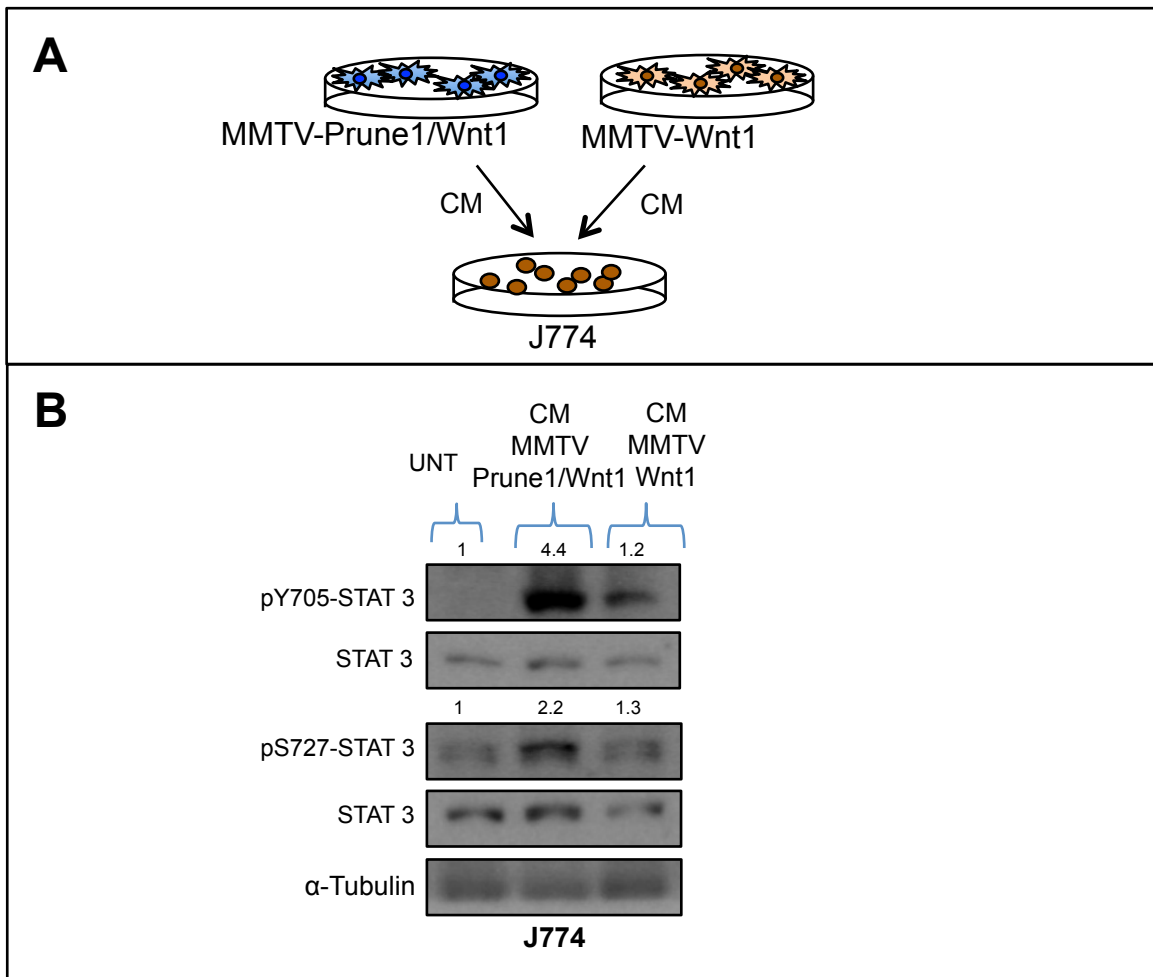 A
MMTV-Prune1/Wnt1
MMTV-Wnt1
CM
CM
J774
B
UNT
CM
MMTV
Prune1/Wnt1
CM
MMTV
Wnt1
1 4.4 1.2
pY705-STAT 3
STAT 3
1 2.2 1.3
pS727-STAT 3
STAT 3
α-Tubulin
J774